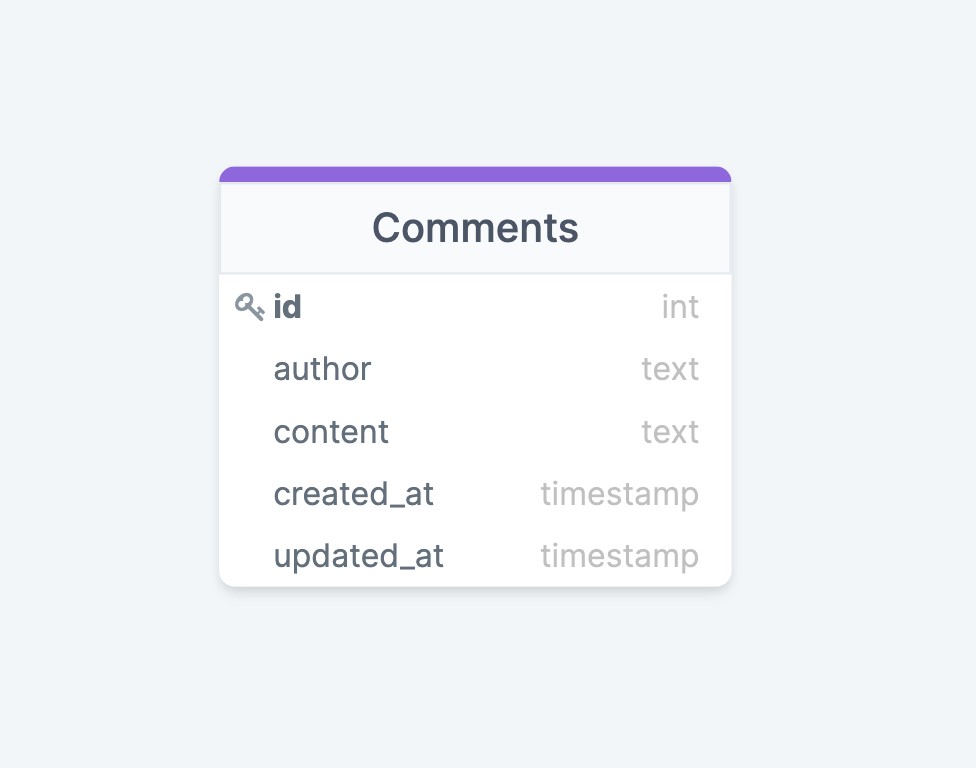 Comments
id int
author text
content text
created_at timestamp
updated_at timestamp